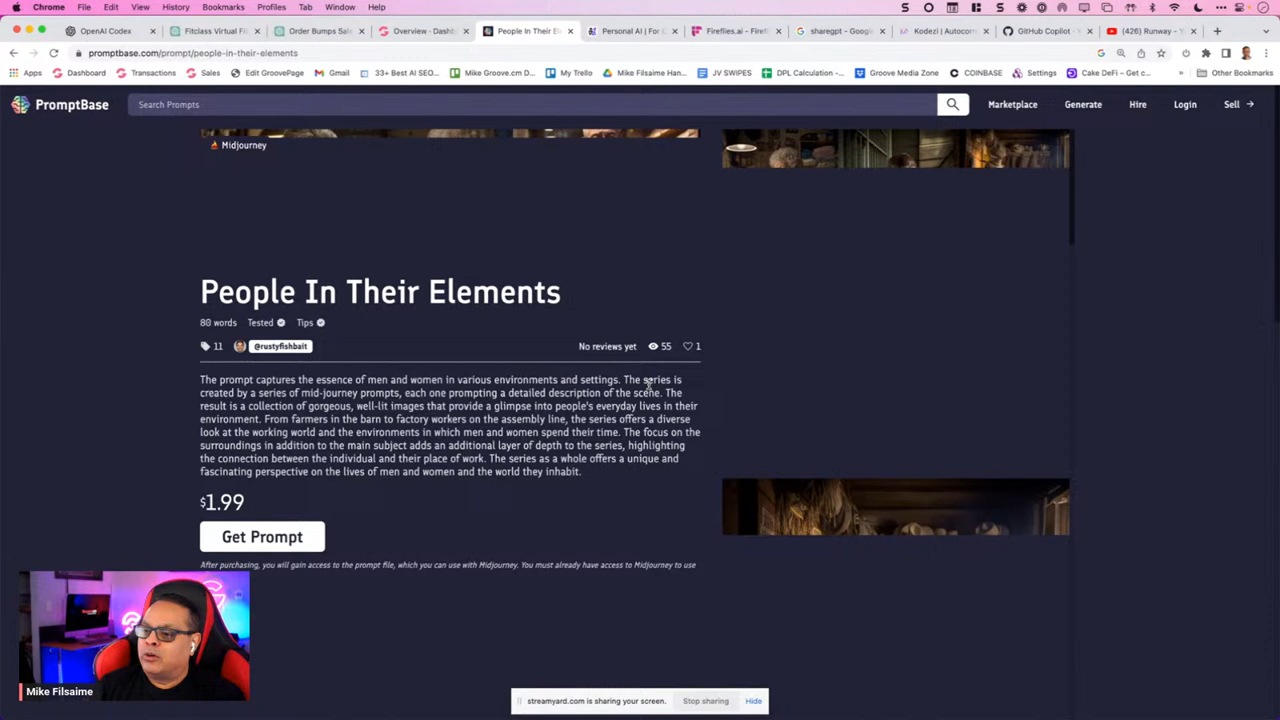 Chrome File Edit View History Bookmarks Profiles Tab Window Help
OpenAI Codex
Fitclass Virtual Fi
Order Bumps Sale
Overview - Dashb
People In Their El
Personal AI | For D
Fireflies.ai – Firefl
sharegpt - Google
Kodezi | Autocorr
GitHub Copilot · Y
(426) Runway - Y
promptbase.com/prompt/people-in-their-elements
Apps Dashboard Transactions Sales Edit GroovePage Gmail 33+ Best AI SEO... Mike Groove.cm D... My Trello Mike Filsaime Han... JV SWIPES DPL Calculation -... Groove Media Zone COINBASE Settings Cake DeFi – Get c... » Other Bookmarks
PromptBase Search Prompts Marketplace Generate Hire Login Sell →
Midjourney
People In Their Elements
80 words Tested Tips
11 @rustyfishbait No reviews yet 55 1
The prompt captures the essence of men and women in various environments and settings. The series is
created by a series of mid-journey prompts, each one prompting a detailed description of the scene. The
result is a collection of gorgeous, well-lit images that provide a glimpse into people's everyday lives in their
environment. From farmers in the barn to factory workers on the assembly line, the series offers a diverse
look at the working world and the environments in which men and women spend their time. The focus on the
surroundings in addition to the main subject adds an additional layer of depth to the series, highlighting
the connection between the individual and their place of work. The series as a whole offers a unique and
fascinating perspective on the lives of men and women and the world they inhabit.
$1.99
Get Prompt
After purchasing, you will gain access to the prompt file, which you can use with Midjourney. You must already have access to Midjourney to use
Mike Filsaime
streamyard.com is sharing your screen. Stop sharing Hide